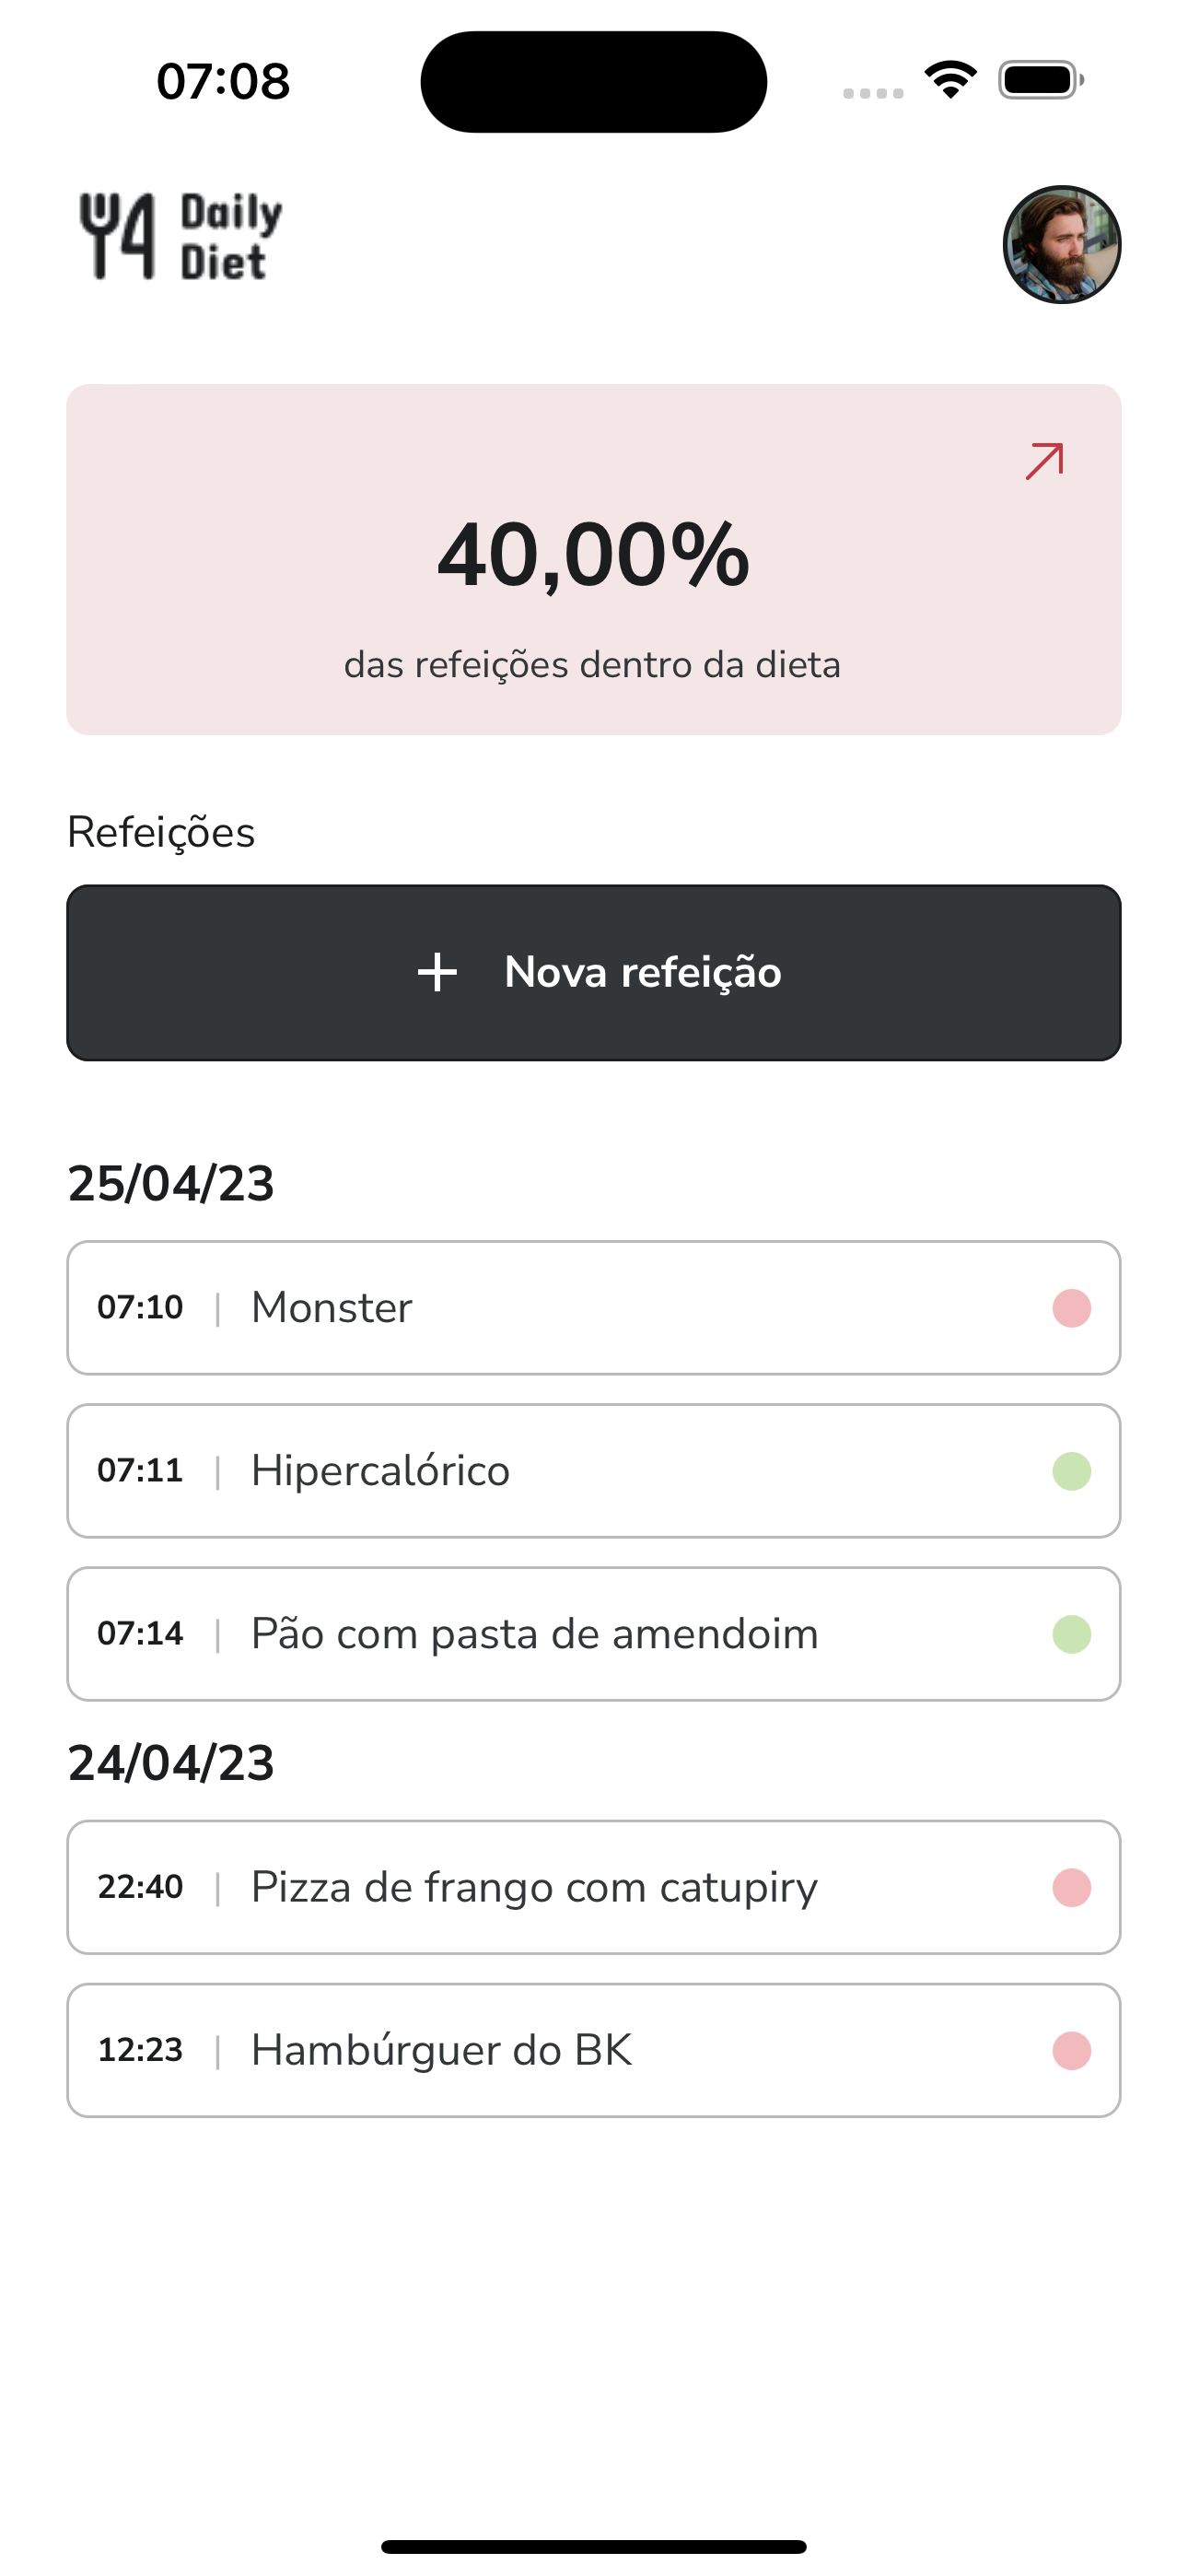 07:08
Daily
Diet
40,00%
das refeições dentro da dieta
Refeições
+ Nova refeição
25/04/23
07:10 | Monster
07:11 | Hipercalórico
07:14 | Pão com pasta de amendoim
24/04/23
22:40 | Pizza de frango com catupiry
12:23 | Hambúrguer do BK